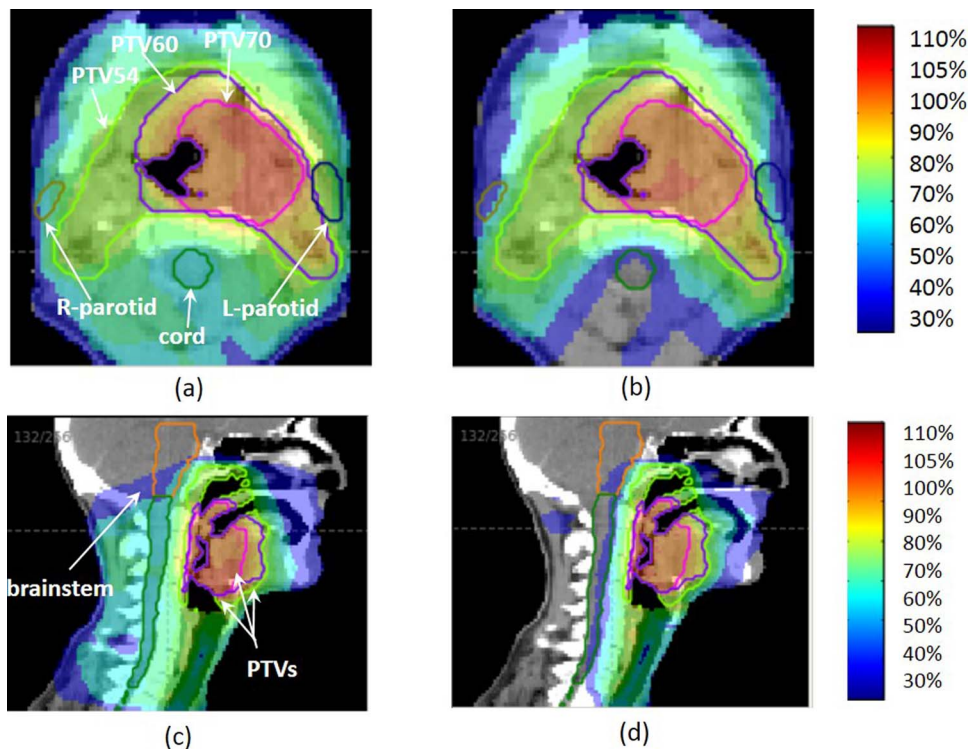 PTV60
PTV70
PTV54
R-parotid
L-parotid
cord
110%
105%
100%
90%
80%
70%
60%
50%
40%
30%
(a)
(b)
132/256
brainstem
PTVs
132/256
110%
105%
100%
90%
80%
70%
60%
50%
40%
30%
(c)
(d)